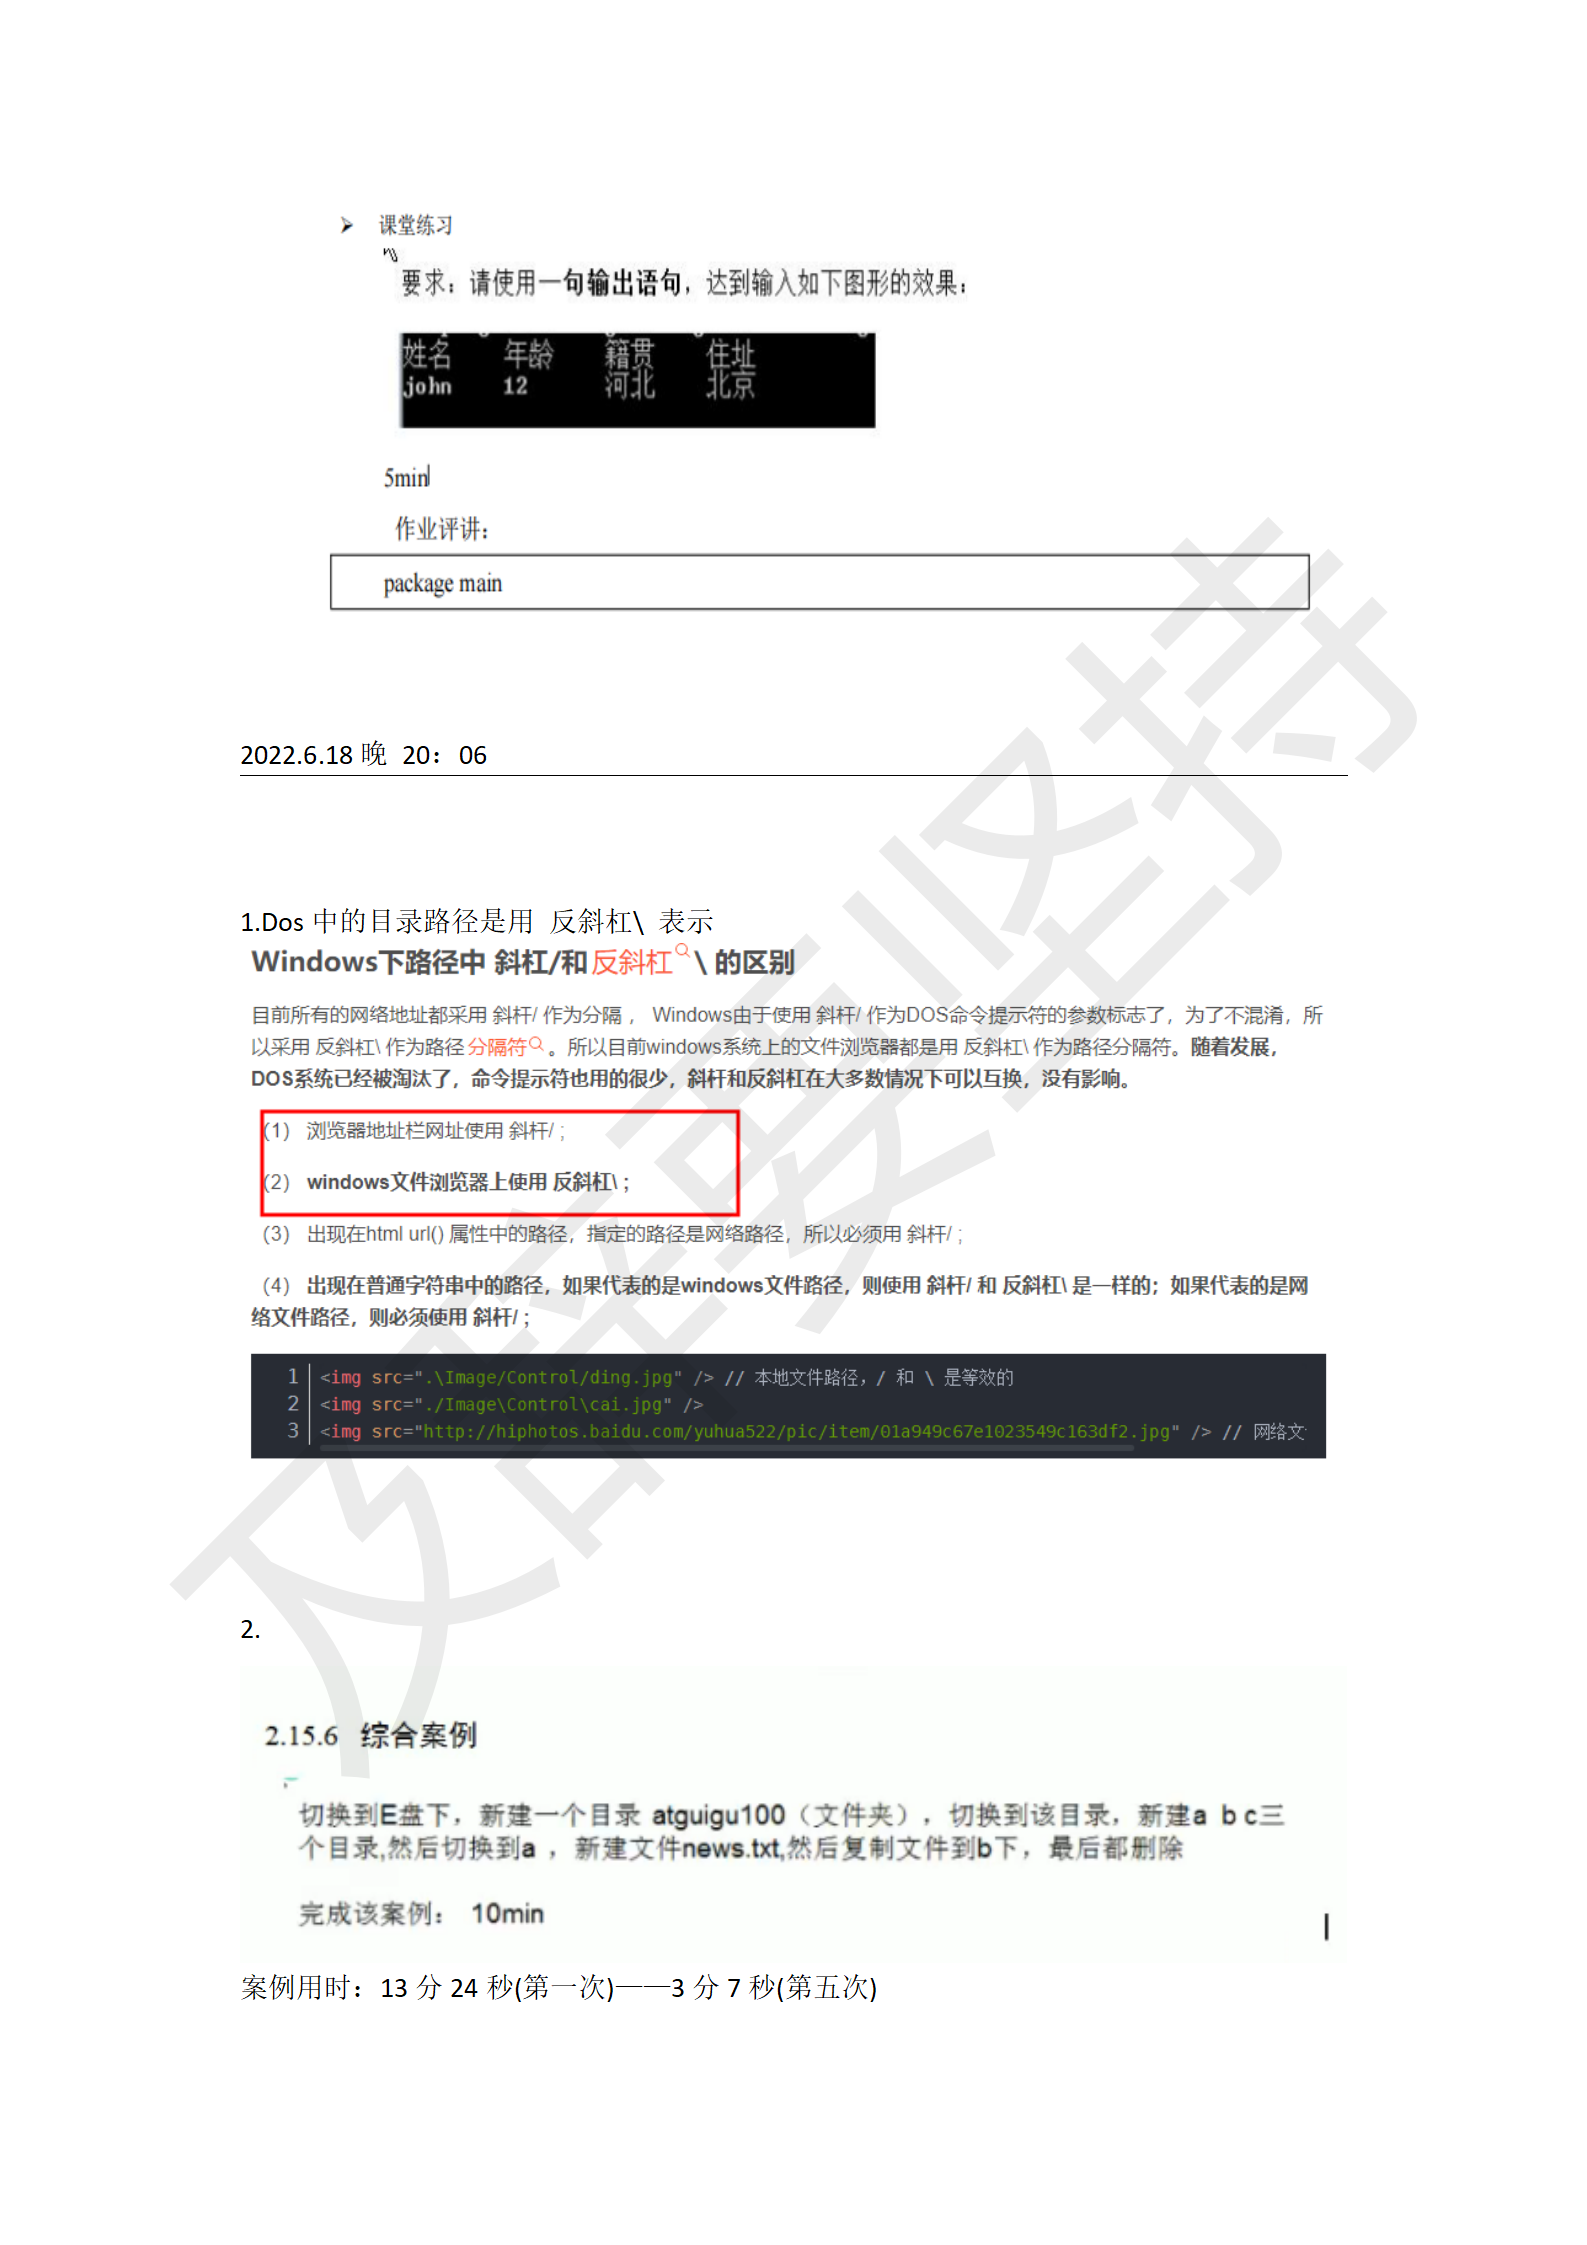 ➢ 课堂练习
要求：请使用一句输出语句，达到输入如下图形的效果：
姓名 年龄 籍贯 住址
john 12 河北 北京
5min
作业评讲：
package main
2022.6.18 晚 20：06
1.Dos 中的目录路径是用 反斜杠\ 表示
Windows下路径中 斜杠/和 反斜杠 \ 的区别
目前所有的网络地址都采用 斜杆/ 作为分隔 ， Windows由于使用 斜杆/ 作为DOS命令提示符的参数标志了，为了不混淆，所
以采用 反斜杠\ 作为路径 分隔符 。所以目前windows系统上的文件浏览器都是用 反斜杠\ 作为路径分隔符。随着发展，
DOS系统已经被淘汰了，命令提示符也用的很少，斜杆和反斜杠在大多数情况下可以互换，没有影响。
（1） 浏览器地址栏网址使用 斜杆/ ;
（2） windows文件浏览器上使用 反斜杠\ ;
（3） 出现在html url() 属性中的路径，指定的路径是网络路径，所以必须用 斜杆/ ;
（4） 出现在普通字符串中的路径，如果代表的是windows文件路径，则使用 斜杆/ 和 反斜杠\ 是一样的；如果代表的是网
络文件路径，则必须使用 斜杆/ ;
1 <img src=".\Image/Control/ding.jpg" /> // 本地文件路径，/ 和 \ 是等效的
2 <img src="./Image\Control\cai.jpg" />
3 <img src="http://hiphotos.baidu.com/yuhua522/pic/item/01a949c67e1023549c163df2.jpg" /> // 网络文
2.
2.15.6 综合案例
切换到E盘下，新建一个目录 atguigu100（文件夹），切换到该目录，新建a b c三
个目录,然后切换到a ，新建文件news.txt,然后复制文件到b下，最后都删除
完成该案例： 10min
案例用时：13 分 24 秒(第一次)——3 分 7 秒(第五次)
及辞要坚持